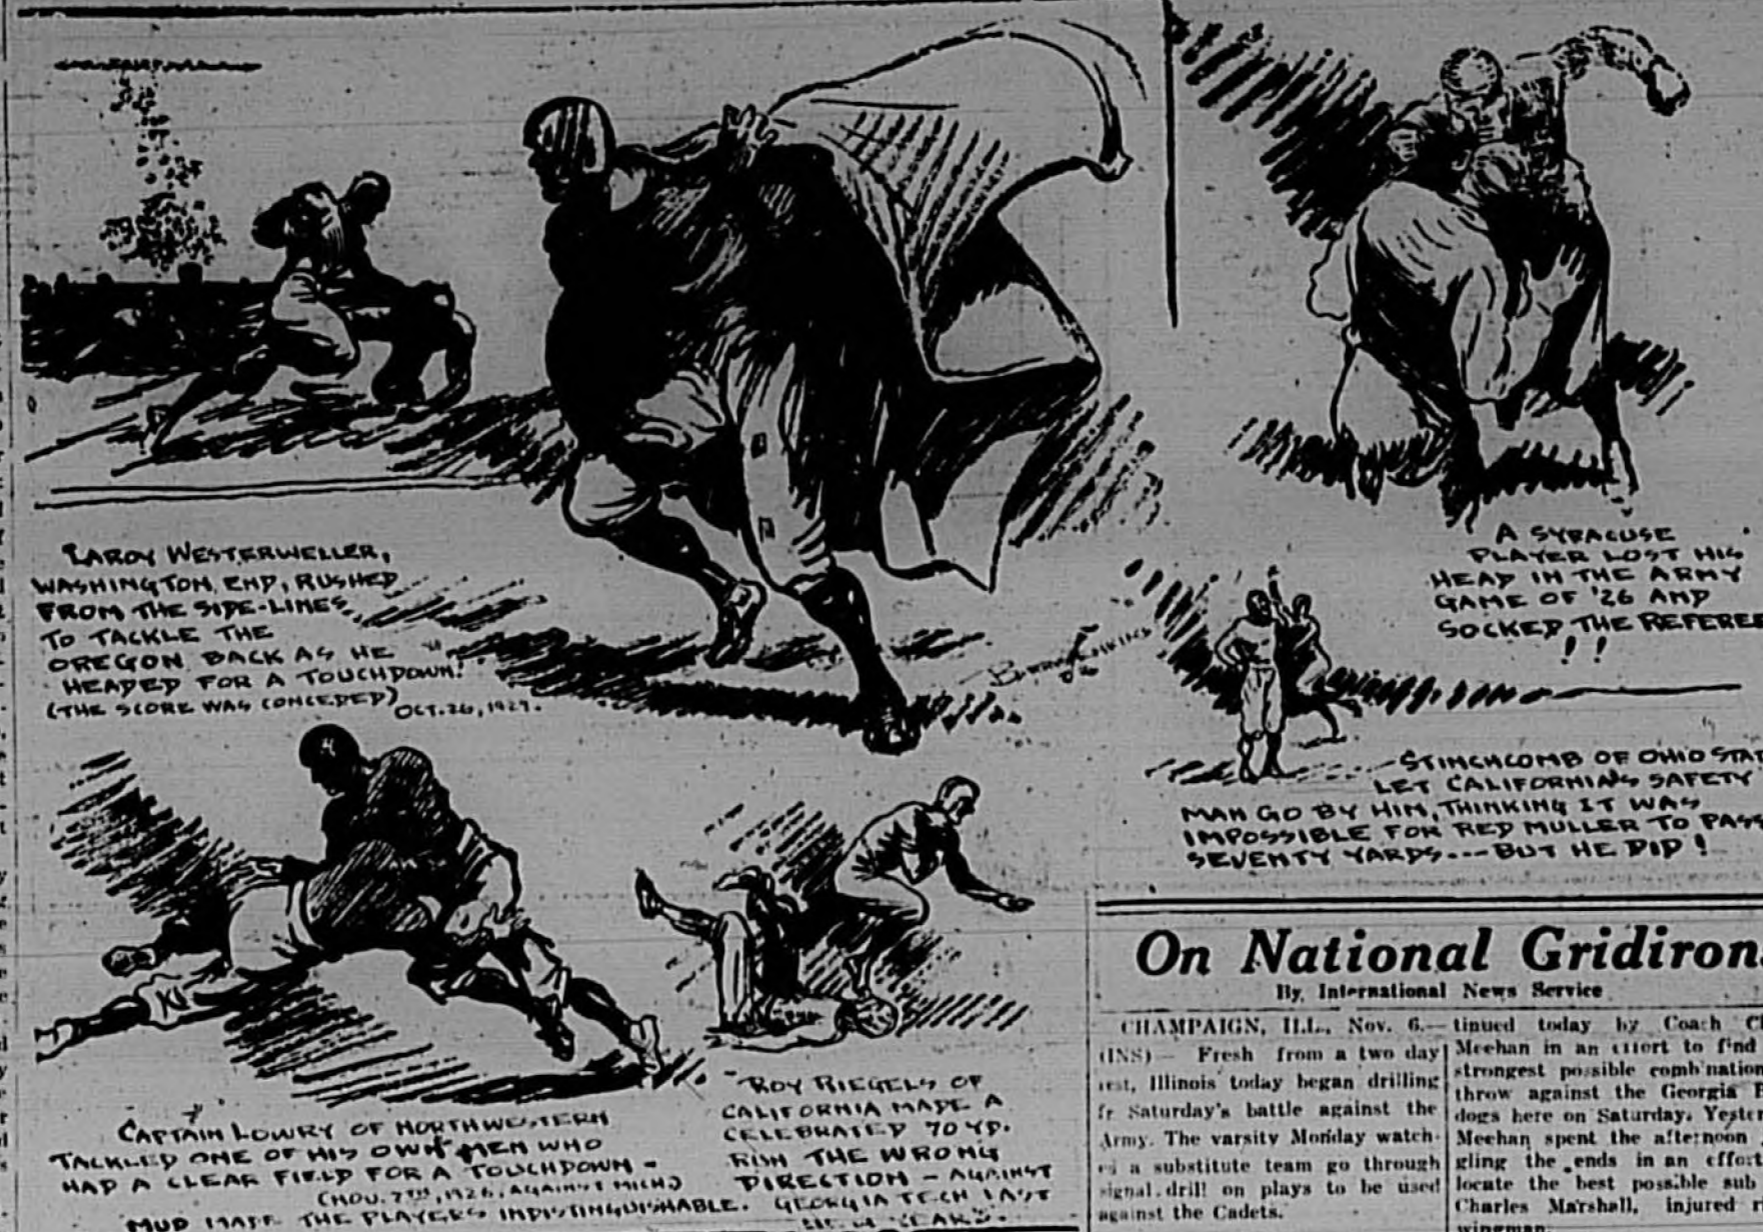 LAROY WESTERWELLER,
WASHINGTON END, RUSHED
FROM THE SIDE-LINES
TO TACKLE THE
OREGON BACK AS HE
HEADED FOR A TOUCHDOWN!
(THE SCORE WAS CONCEDED)
OCT. 26, 1929.
A SYRACUSE
PLAYER LOST HIS
HEAD IN THE ARMY
GAME OF '26 AND
SOCKED THE REFEREE
! !
STINCHCOMB OF OHIO STAT
LET CALIFORNIA'S SAFETY
MAN GO BY HIM, THINKING IT WAS
IMPOSSIBLE FOR RED MULLER TO PASS
SEVENTY YARDS --- BUT HE DID!
CAPTAIN LOWRY OF NORTHWESTERN
TACKLED ONE OF HIS OWN MEN WHO
HAD A CLEAR FIELD FOR A TOUCHDOWN -
(NOV. 7TH, 1926, AGAINST MICH.)
MUD MADE THE PLAYERS INDISTINGUISHABLE.
ROY RIEGELS OF
CALIFORNIA MADE A
CELEBRATED 70 YD.
RUN THE WRONG
DIRECTION - AGAINST
GEORGIA TECH LAST
YEAR.
On National Gridiron
By International News Service
CHAMPAIGN, ILL., Nov. 6.—
(INS) — Fresh from a two day
rest, Illinois today began drilling
fr Saturday's battle against the
Army. The varsity Monday watch-
ed a substitute team go through
signal drill on plays to be used
against the Cadets.
tinued today by Coach C
Meehan in an effort to find
strongest possible combination
throw against the Georgia B
dogs here on Saturday. Yester
Meehan spent the afternoon
gling the ends in an effort
locate the best possible sub
Charles Marshall, injured
wingman.